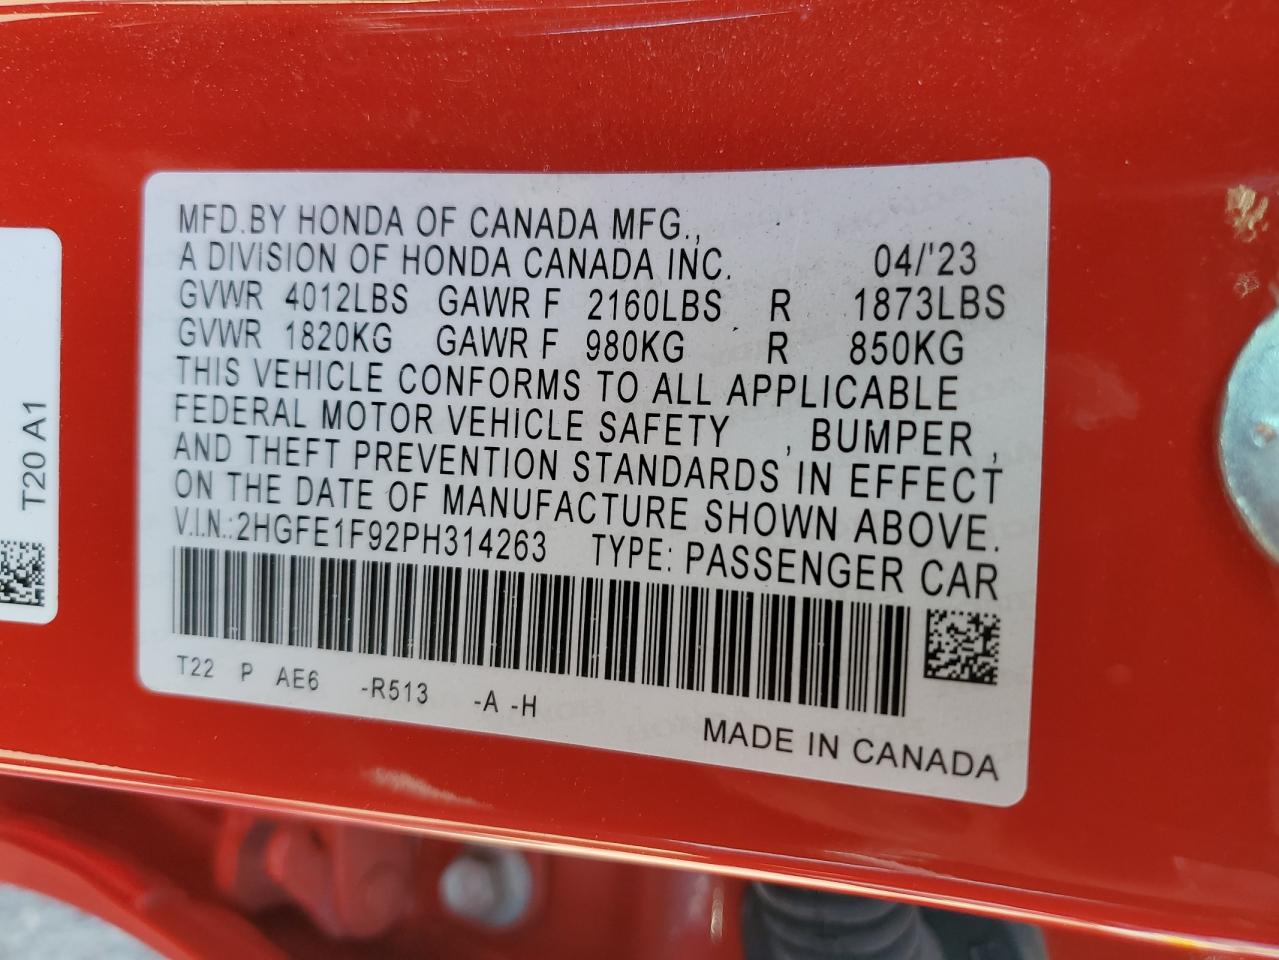 MFD.BY HONDA OF CANADA MFG.,
A DIVISION OF HONDA CANADA INC. 04/'23
GVWR 4012LBS GAWR F 2160LBS R 1873LBS
GVWR 1820KG GAWR F 980KG R 850KG
THIS VEHICLE CONFORMS TO ALL APPLICABLE
FEDERAL MOTOR VEHICLE SAFETY , BUMPER ,
AND THEFT PREVENTION STANDARDS IN EFFECT
ON THE DATE OF MANUFACTURE SHOWN ABOVE.
V.I.N.:2HGFE1F92PH314263 TYPE: PASSENGER CAR
T22 P AE6 -R513 -A -H
MADE IN CANADA
T20 A1